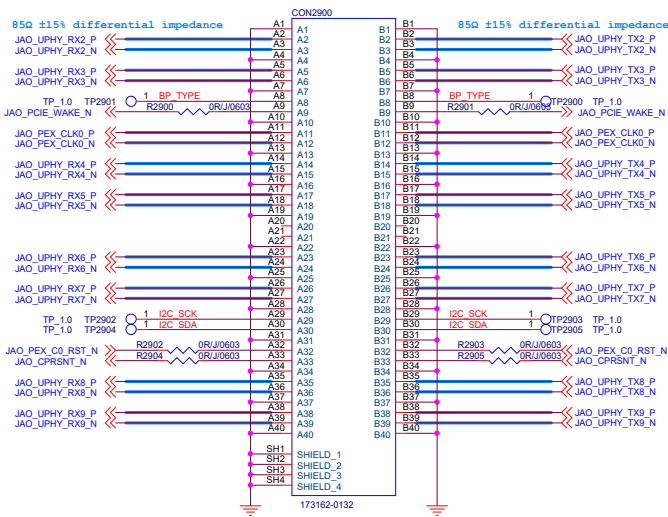 CON2900
85Ω ±15% differential impedance
85Ω ±15% differential impedance
A1 A1 B1 B1
JAO_UPHY_RX2_P A2 A2 B2 B2 JAO_UPHY_TX2_P
JAO_UPHY_RX2_N A3 A3 B3 B3 JAO_UPHY_TX2_N
A4 A4 B4 B4
JAO_UPHY_RX3_P A5 A5 B5 B5 JAO_UPHY_TX3_P
JAO_UPHY_RX3_N A6 A6 B6 B6 JAO_UPHY_TX3_N
A7 A7 B7 B7
TP_1.0 TP2901 1 BP_TYPE A8 A8 B8 B8 BP_TYPE 1 TP2900 TP_1.0
JAO_PCIE_WAKE_N R2900 0R/J/0603 A9 A9 B9 B9 R2901 0R/J/0603 JAO_PCIE_WAKE_N
A10 A10 B10 B10
JAO_PEX_CLK0_P A11 A11 B11 B11 JAO_PEX_CLK0_P
JAO_PEX_CLK0_N A12 A12 B12 B12 JAO_PEX_CLK0_N
A13 A13 B13 B13
JAO_UPHY_RX4_P A14 A14 B14 B14 JAO_UPHY_TX4_P
JAO_UPHY_RX4_N A15 A15 B15 B15 JAO_UPHY_TX4_N
A16 A16 B16 B16
JAO_UPHY_RX5_P A17 A17 B17 B17 JAO_UPHY_TX5_P
JAO_UPHY_RX5_N A18 A18 B18 B18 JAO_UPHY_TX5_N
A19 A19 B19 B19
A20 A20 B20 B20
A21 A21 B21 B21
A22 A22 B22 B22
JAO_UPHY_RX6_P A23 A23 B23 B23 JAO_UPHY_TX6_P
JAO_UPHY_RX6_N A24 A24 B24 B24 JAO_UPHY_TX6_N
A25 A25 B25 B25
JAO_UPHY_RX7_P A26 A26 B26 B26 JAO_UPHY_TX7_P
JAO_UPHY_RX7_N A27 A27 B27 B27 JAO_UPHY_TX7_N
A28 A28 B28 B28
TP_1.0 TP2902 1 I2C_SCK A29 A29 B29 B29 I2C_SCK 1 TP2903 TP_1.0
TP_1.0 TP2904 1 I2C_SDA A30 A30 B30 B30 I2C_SDA 1 TP2905 TP_1.0
A31 A31 B31 B31
JAO_PEX_C0_RST_N R2902 0R/J/0603 A32 A32 B32 B32 R2903 0R/J/0603 JAO_PEX_C0_RST_N
JAO_CPRSNT_N R2904 0R/J/0603 A33 A33 B33 B33 R2905 0R/J/0603 JAO_CPRSNT_N
A34 A34 B34 B34
JAO_UPHY_RX8_P A35 A35 B35 B35 JAO_UPHY_TX8_P
JAO_UPHY_RX8_N A36 A36 B36 B36 JAO_UPHY_TX8_N
A37 A37 B37 B37
JAO_UPHY_RX9_P A38 A38 B38 B38 JAO_UPHY_TX9_P
JAO_UPHY_RX9_N A39 A39 B39 B39 JAO_UPHY_TX9_N
A40 A40 B40 B40
SH1 SHIELD_1
SH2 SHIELD_2
SH3 SHIELD_3
SH4 SHIELD_4
173162-0132